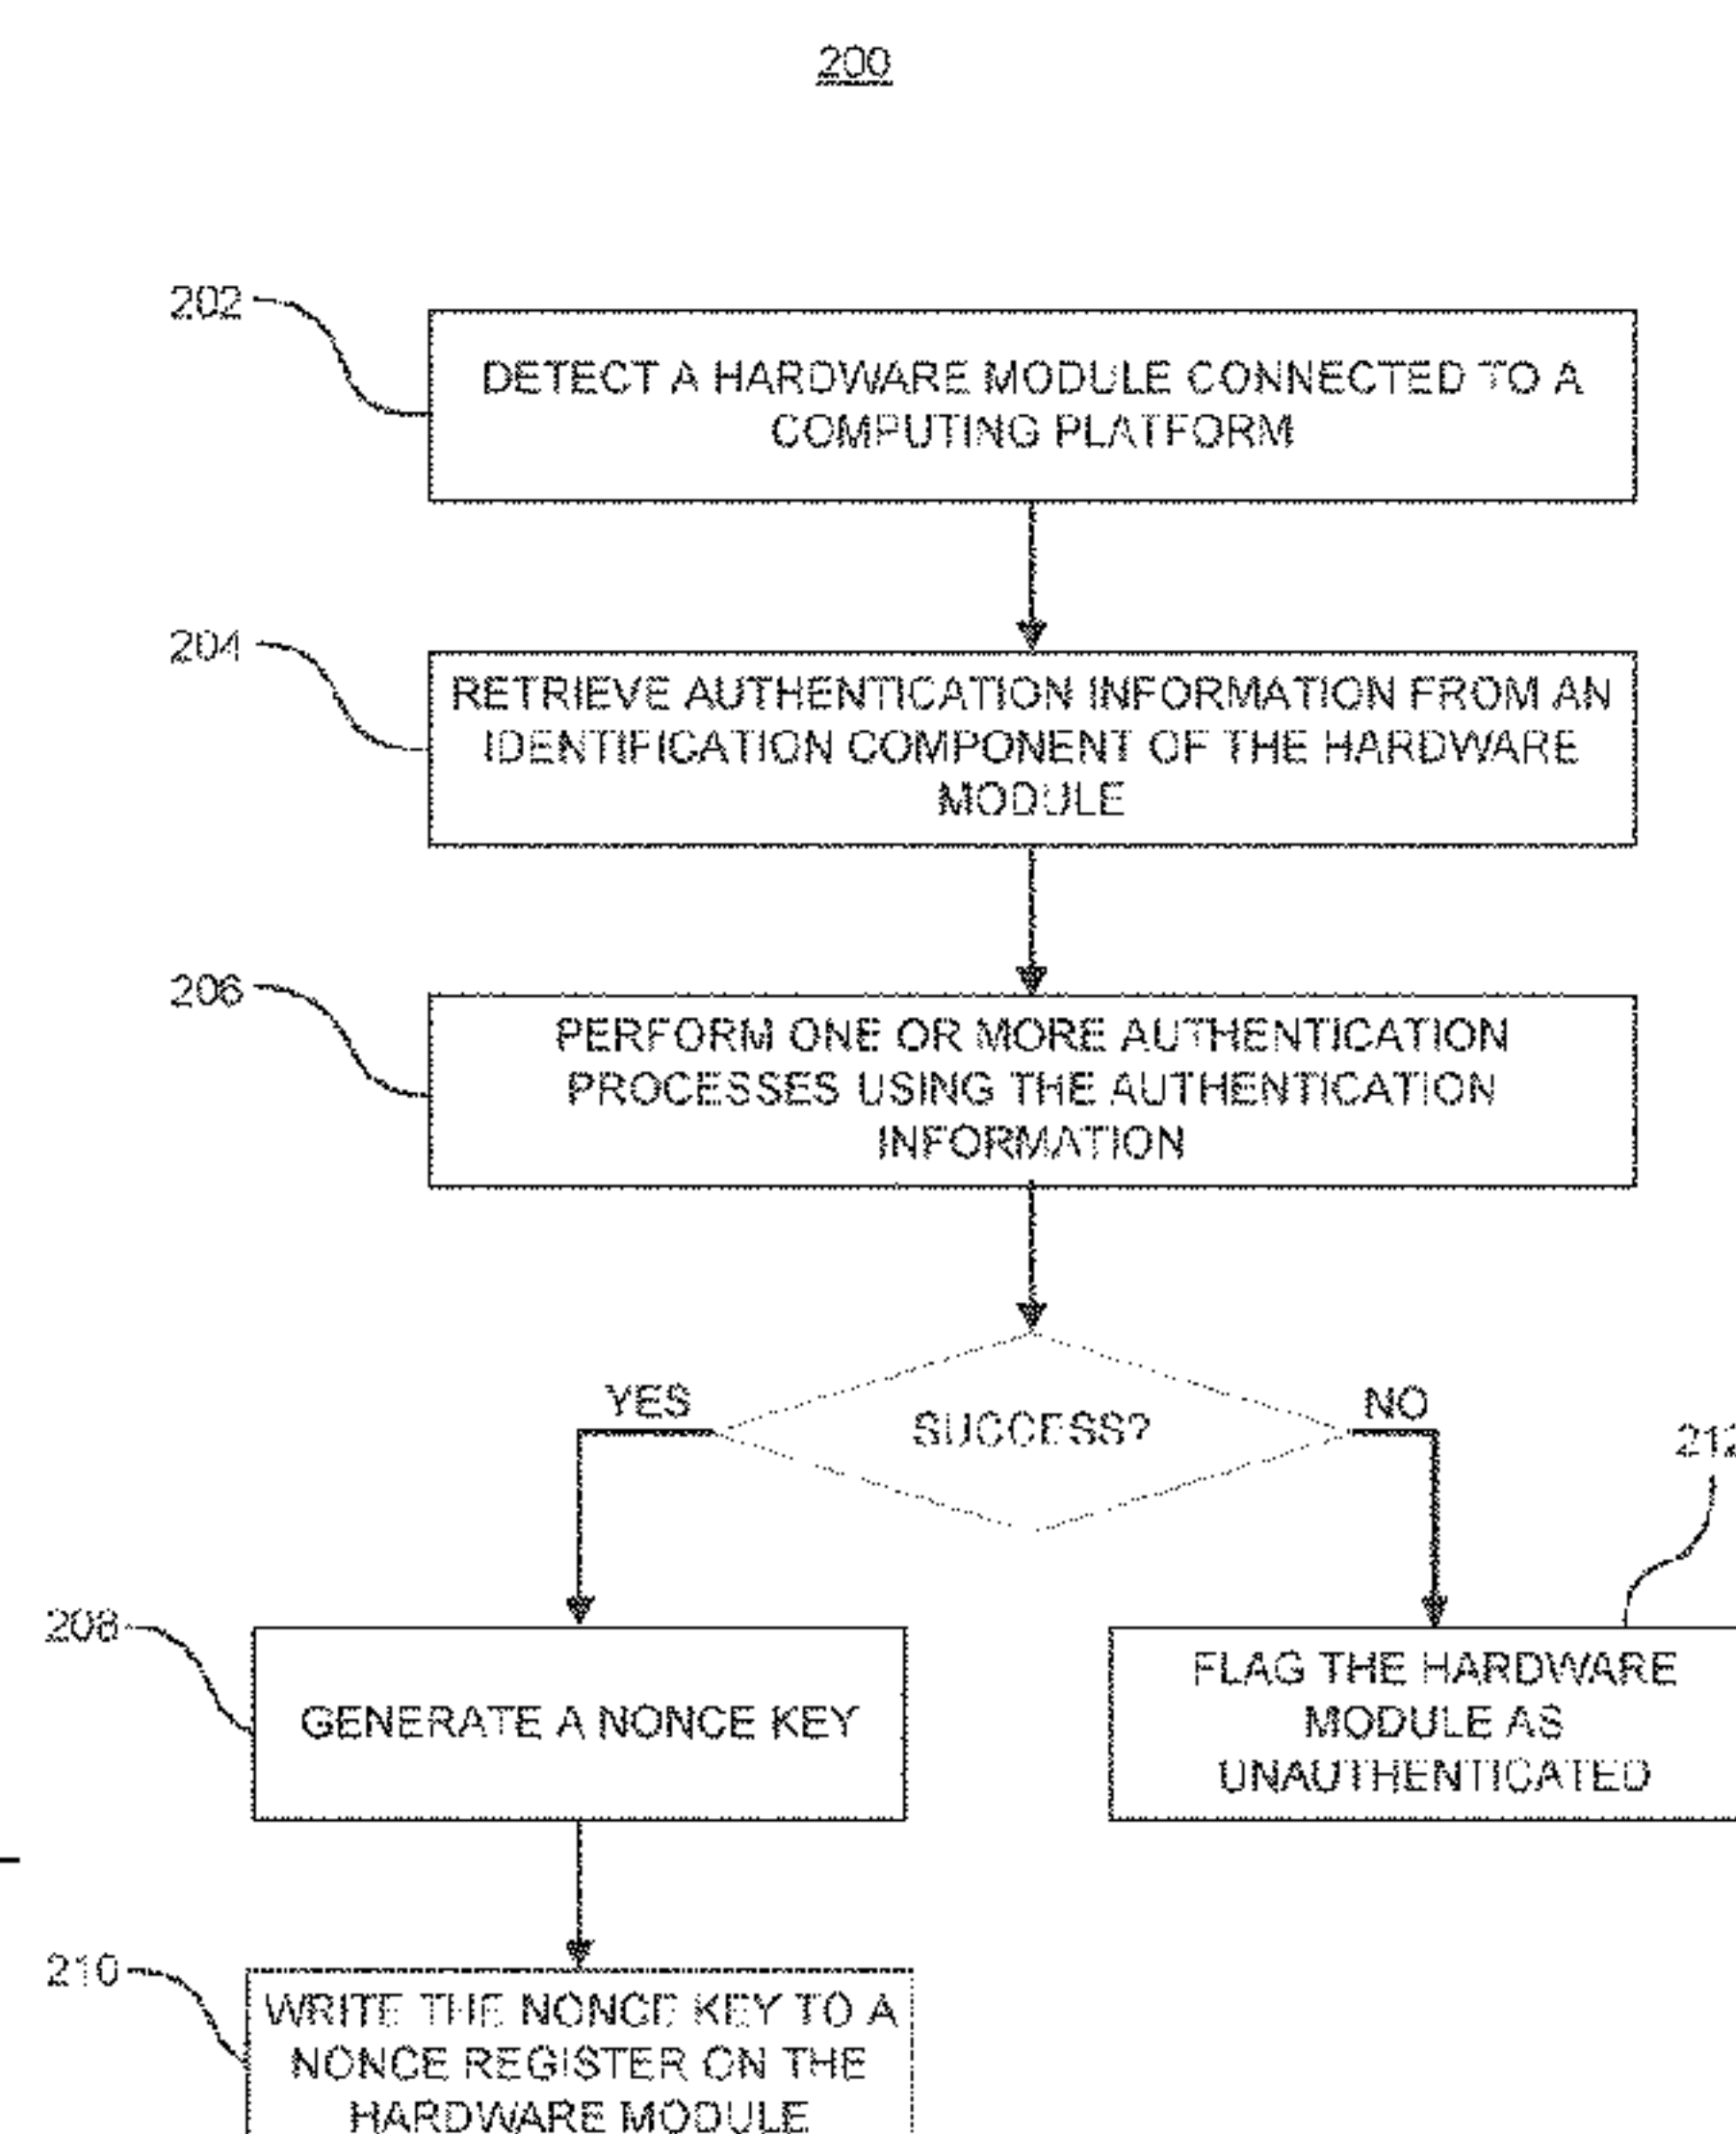 200
202
DETECT A HARDWARE MODULE CONNECTED TO A
COMPUTING PLATFORM
204
RETRIEVE AUTHENTICATION INFORMATION FROM AN
IDENTIFICATION COMPONENT OF THE HARDWARE
MODULE
206
PERFORM ONE OR MORE AUTHENTICATION
PROCESSES USING THE AUTHENTICATION
INFORMATION
YES
SUCCESS?
NO
212
208
GENERATE A NONCE KEY
FLAG THE HARDWARE
MODULE AS
UNAUTHENTICATED
210
WRITE THE NONCE KEY TO A
NONCE REGISTER ON THE
HARDWARE MODULE